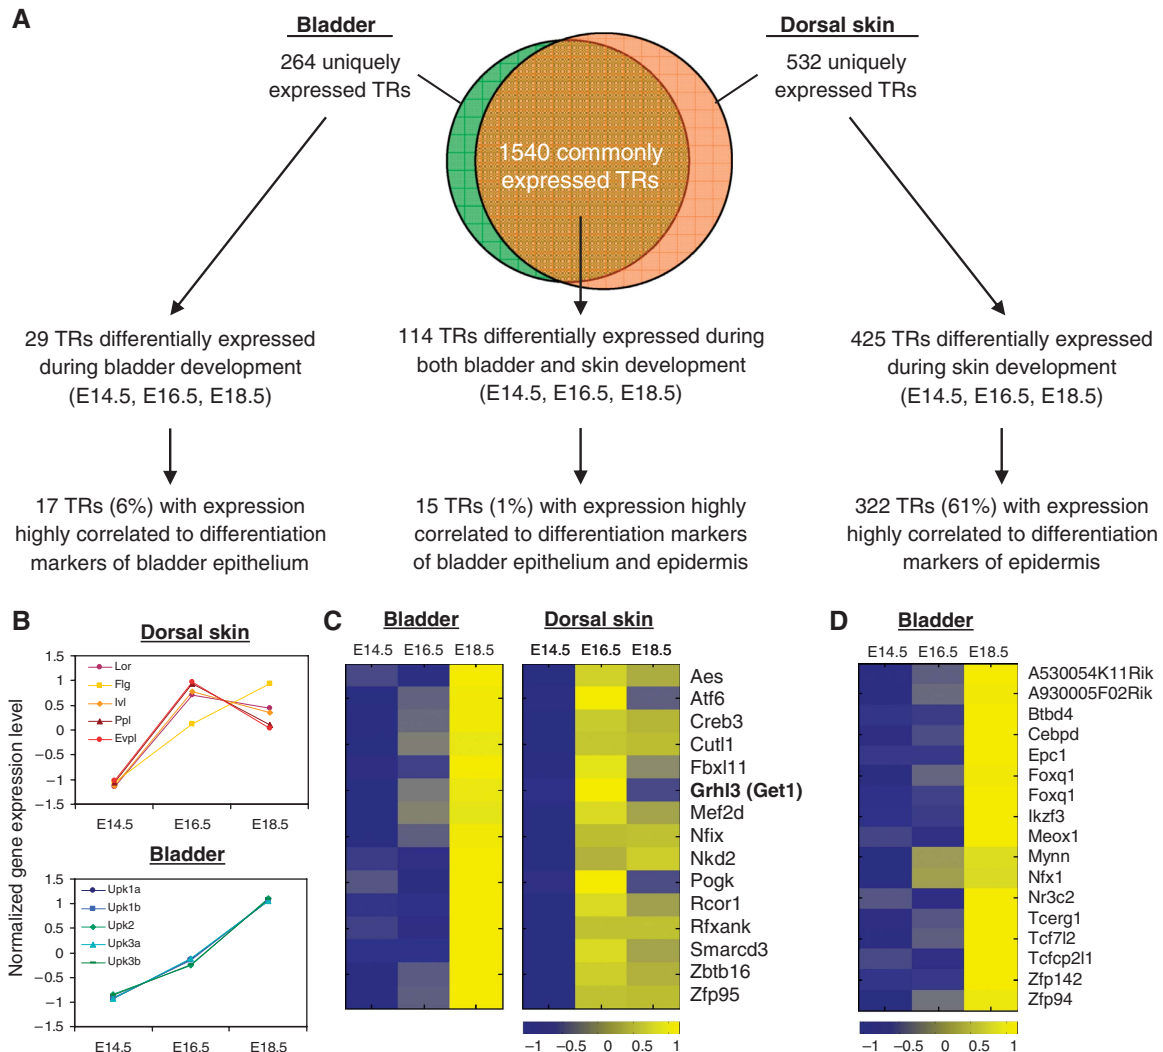 A
Bladder
264 uniquely
expressed TRs
Dorsal skin
532 uniquely
expressed TRs
1540 commonly
expressed TRs
29 TRs differentially expressed
during bladder development
(E14.5, E16.5, E18.5)
114 TRs differentially expressed during
both bladder and skin development
(E14.5, E16.5, E18.5)
425 TRs differentially expressed
during skin development
(E14.5, E16.5, E18.5)
17 TRs (6%) with expression
highly correlated to differentiation
markers of bladder epithelium
15 TRs (1%) with expression highly
correlated to differentiation markers
of bladder epithelium and epidermis
322 TRs (61%) with expression
highly correlated to differentiation
markers of epidermis
B
Normalized gene expression level
Dorsal skin
1.5
1
0.5
0
−0.5
−1
−1.5
Lor
Flg
Ivl
Ppl
Evpl
E14.5 E16.5 E18.5
Bladder
1.5
1
0.5
0
−0.5
−1
−1.5
Upk1a
Upk1b
Upk2
Upk3a
Upk3b
E14.5 E16.5 E18.5
C
Bladder
E14.5 E16.5 E18.5
Dorsal skin
E14.5 E16.5 E18.5
Aes
Atf6
Creb3
Cutl1
Fbxl11
Grhl3 (Get1)
Mef2d
Nfix
Nkd2
Pogk
Rcor1
Rfxank
Smarcd3
Zbtb16
Zfp95
−1 −0.5 0 0.5 1
D
Bladder
E14.5 E16.5 E18.5
A530054K11Rik
A930005F02Rik
Btbd4
Cebpd
Epc1
Foxq1
Foxq1
Ikzf3
Meox1
Mynn
Nfx1
Nr3c2
Tcerg1
Tcf7l2
Tcfcp2l1
Zfp142
Zfp94
−1 −0.5 0 0.5 1